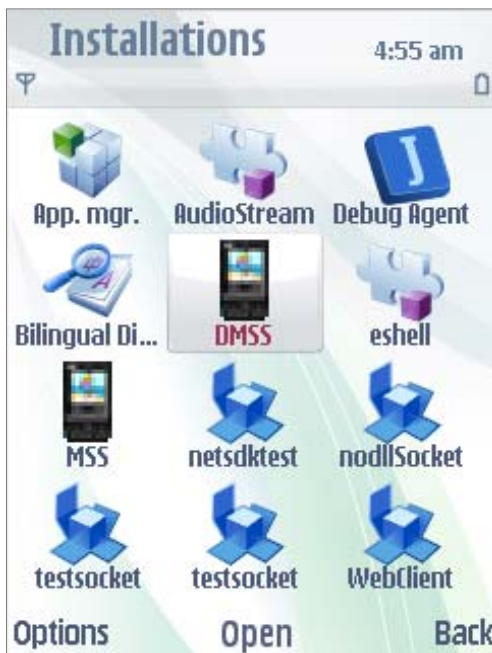 Installations
4:55 am
App. mgr.
AudioStream
Debug Agent
Bilingual Di...
DMSS
eshell
MSS
netsdktest
nodllSocket
testsocket
testsocket
WebClient
Options
Open
Back